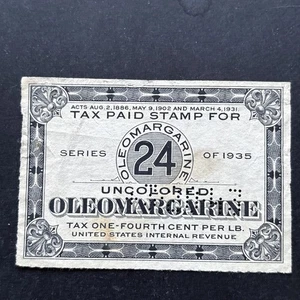 ACTS AUG. 2, 1886, MAY 9, 1902 AND MARCH 4, 1931.
TAX PAID STAMP FOR
OLEOMARGARINE
SERIES 24 OF 1935
UNCOLORED
OLEOMARGARINE
TAX ONE-FOURTH CENT PER LB.
UNITED STATES INTERNAL REVENUE